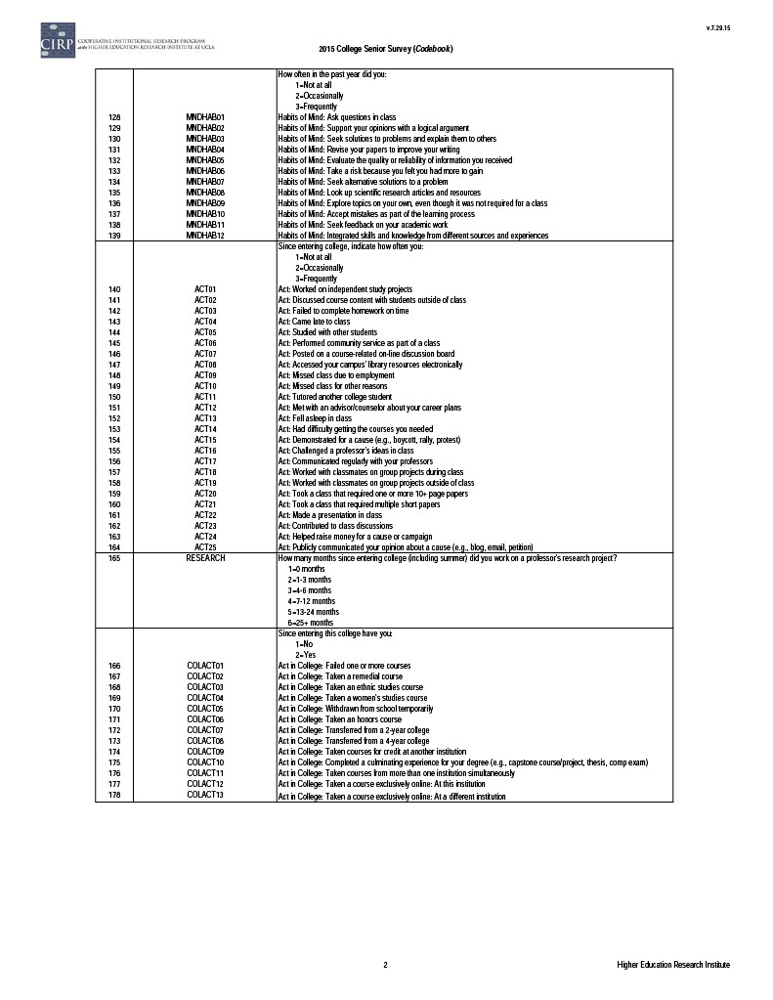 v.7.29.15
CIRP
COOPERATIVE INSTITUTIONAL RESEARCH PROGRAM
at the HIGHER EDUCATION RESEARCH INSTITUTE AT UCLA
2015 College Senior Survey (Codebook)
How often in the past year did you:
1=Not at all
2=Occasionally
3=Frequently
128 MNDHAB01 Habits of Mind: Ask questions in class
129 MNDHAB02 Habits of Mind: Support your opinions with a logical argument
130 MNDHAB03 Habits of Mind: Seek solutions to problems and explain them to others
131 MNDHAB04 Habits of Mind: Revise your papers to improve your writing
132 MNDHAB05 Habits of Mind: Evaluate the quality or reliability of information you received
133 MNDHAB06 Habits of Mind: Take a risk because you felt you had more to gain
134 MNDHAB07 Habits of Mind: Seek alternative solutions to a problem
135 MNDHAB08 Habits of Mind: Look up scientific research articles and resources
136 MNDHAB09 Habits of Mind: Explore topics on your own, even though it was not required for a class
137 MNDHAB10 Habits of Mind: Accept mistakes as part of the learning process
138 MNDHAB11 Habits of Mind: Seek feedback on your academic work
139 MNDHAB12 Habits of Mind: Integrated skills and knowledge from different sources and experiences
Since entering college, indicate how often you:
1=Not at all
2=Occasionally
3=Frequently
140 ACT01 Act: Worked on independent study projects
141 ACT02 Act: Discussed course content with students outside of class
142 ACT03 Act: Failed to complete homework on time
143 ACT04 Act: Came late to class
144 ACT05 Act: Studied with other students
145 ACT06 Act: Performed community service as part of a class
146 ACT07 Act: Posted on a course-related on-line discussion board
147 ACT08 Act: Accessed your campus' library resources electronically
148 ACT09 Act: Missed class due to employment
149 ACT10 Act: Missed class for other reasons
150 ACT11 Act: Tutored another college student
151 ACT12 Act: Met with an advisor/counselor about your career plans
152 ACT13 Act: Fell asleep in class
153 ACT14 Act: Had difficulty getting the courses you needed
154 ACT15 Act: Demonstrated for a cause (e.g., boycott, rally, protest)
155 ACT16 Act: Challenged a professor's ideas in class
156 ACT17 Act: Communicated regularly with your professors
157 ACT18 Act: Worked with classmates on group projects during class
158 ACT19 Act: Worked with classmates on group projects outside of class
159 ACT20 Act: Took a class that required one or more 10+ page papers
160 ACT21 Act: Took a class that required multiple short papers
161 ACT22 Act: Made a presentation in class
162 ACT23 Act: Contributed to class discussions
163 ACT24 Act: Helped raise money for a cause or campaign
164 ACT25 Act: Publicly communicated your opinion about a cause (e.g., blog, email, petition)
165 RESEARCH How many months since entering college (including summer) did you work on a professor's research project?
1=0 months
2=1-3 months
3=4-6 months
4=7-12 months
5=13-24 months
6=25+ months
Since entering this college have you:
1=No
2=Yes
166 COLACT01 Act in College: Failed one or more courses
167 COLACT02 Act in College: Taken a remedial course
168 COLACT03 Act in College: Taken an ethnic studies course
169 COLACT04 Act in College: Taken a women's studies course
170 COLACT05 Act in College: Withdrawn from school temporarily
171 COLACT06 Act in College: Taken an honors course
172 COLACT07 Act in College: Transferred from a 2-year college
173 COLACT08 Act in College: Transferred from a 4-year college
174 COLACT09 Act in College: Taken courses for credit at another institution
175 COLACT10 Act in College: Completed a culminating experience for your degree (e.g., capstone course/project, thesis, comp exam)
176 COLACT11 Act in College: Taken courses from more than one institution simultaneously
177 COLACT12 Act in College: Taken a course exclusively online: At this institution
178 COLACT13 Act in College: Taken a course exclusively online: At a different institution
2
Higher Education Research Institute